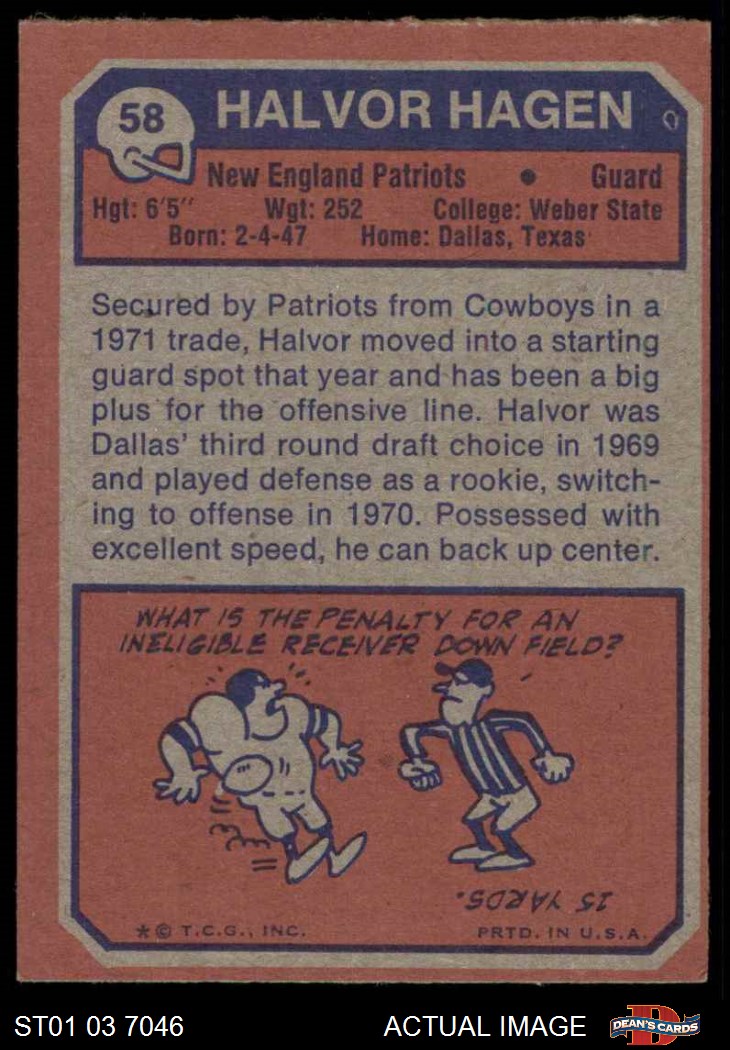 58
HALVOR HAGEN
New England Patriots • Guard
Hgt: 6'5" Wgt: 252 College: Weber State
Born: 2-4-47 Home: Dallas, Texas
Secured by Patriots from Cowboys in a
1971 trade, Halvor moved into a starting
guard spot that year and has been a big
plus for the offensive line. Halvor was
Dallas' third round draft choice in 1969
and played defense as a rookie, switch-
ing to offense in 1970. Possessed with
excellent speed, he can back up center.
WHAT IS THE PENALTY FOR AN
INELIGIBLE RECEIVER DOWN FIELD?
15 YARDS.
*© T.C.G., INC. PRTD. IN U.S.A.
ST01 03 7046 ACTUAL IMAGE DEAN'S CARDS